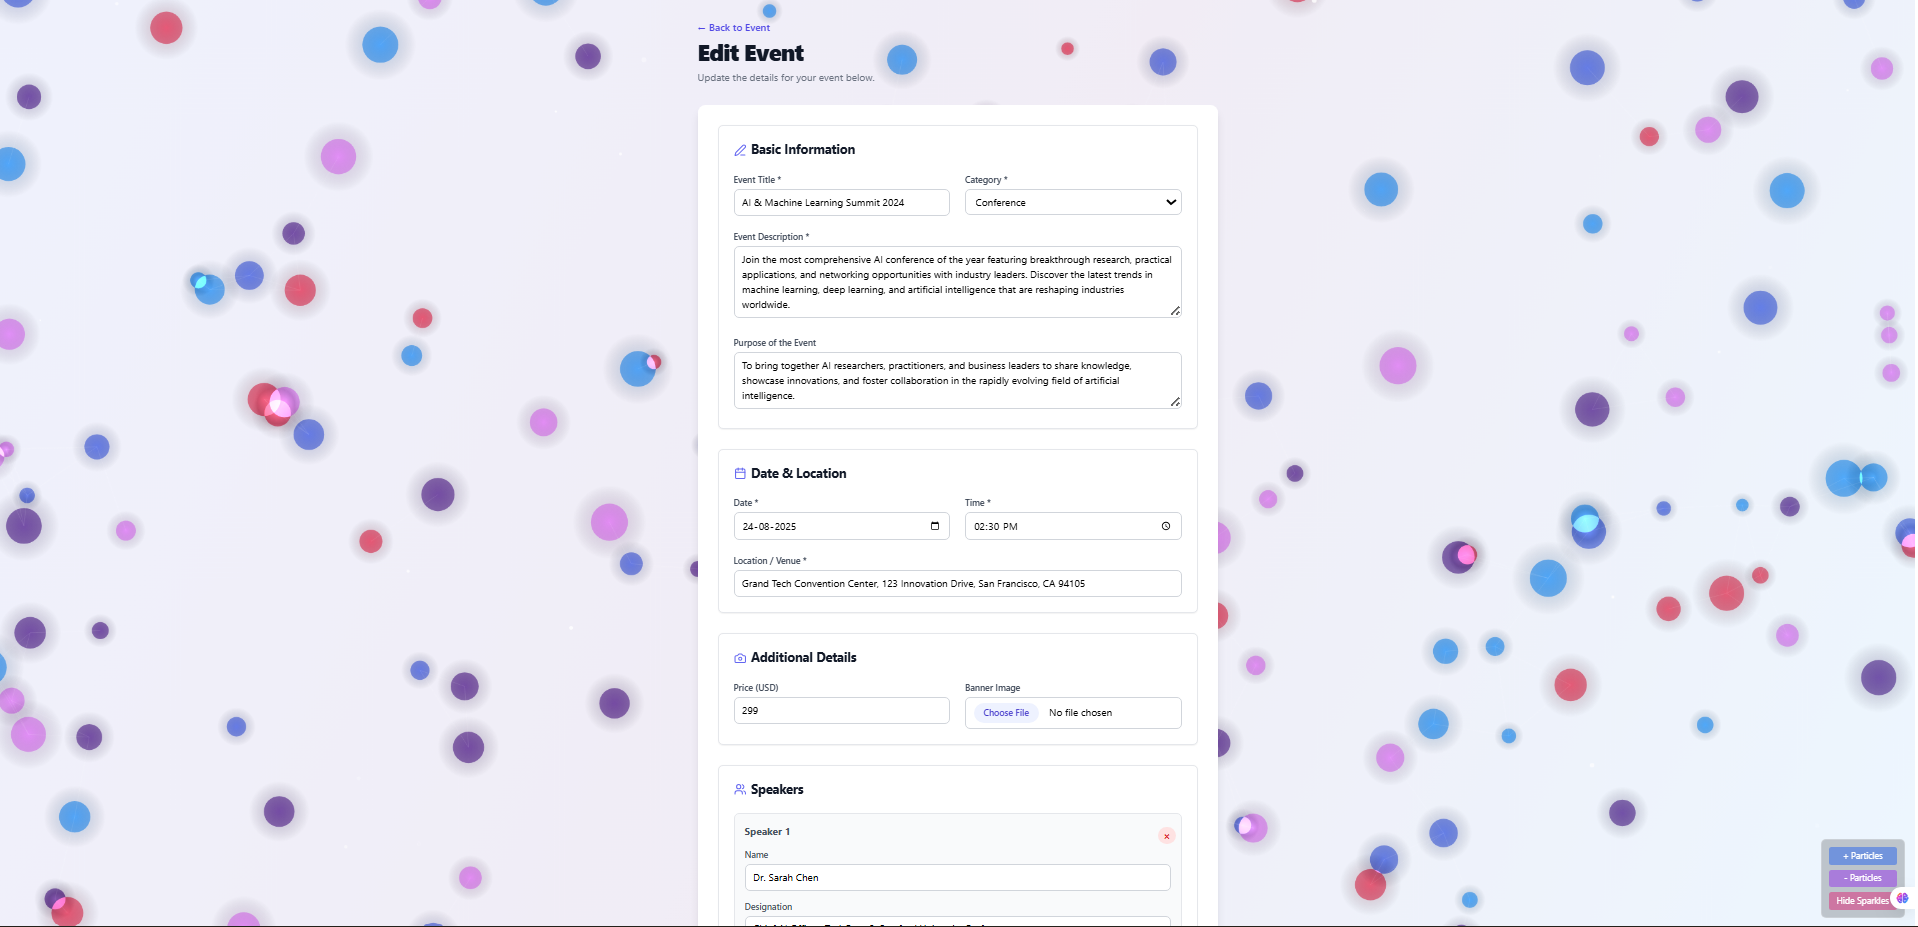 ← Back to Event
Edit Event
Update the details for your event below.
Basic Information
Event Title *
Category *
AI & Machine Learning Summit 2024
Conference
Event Description *
Join the most comprehensive AI conference of the year featuring breakthrough research, practical
applications, and networking opportunities with industry leaders. Discover the latest trends in
machine learning, deep learning, and artificial intelligence that are reshaping industries
worldwide.
Purpose of the Event
To bring together AI researchers, practitioners, and business leaders to share knowledge,
showcase innovations, and foster collaboration in the rapidly evolving field of artificial
intelligence.
Date & Location
Date *
Time *
24-08-2025
02:30 PM
Location / Venue *
Grand Tech Convention Center, 123 Innovation Drive, San Francisco, CA 94105
Additional Details
Price (USD)
Banner Image
299
Choose File No file chosen
Speakers
Speaker 1
×
Name
Dr. Sarah Chen
Designation
+ Particles
- Particles
Hide Sparkles